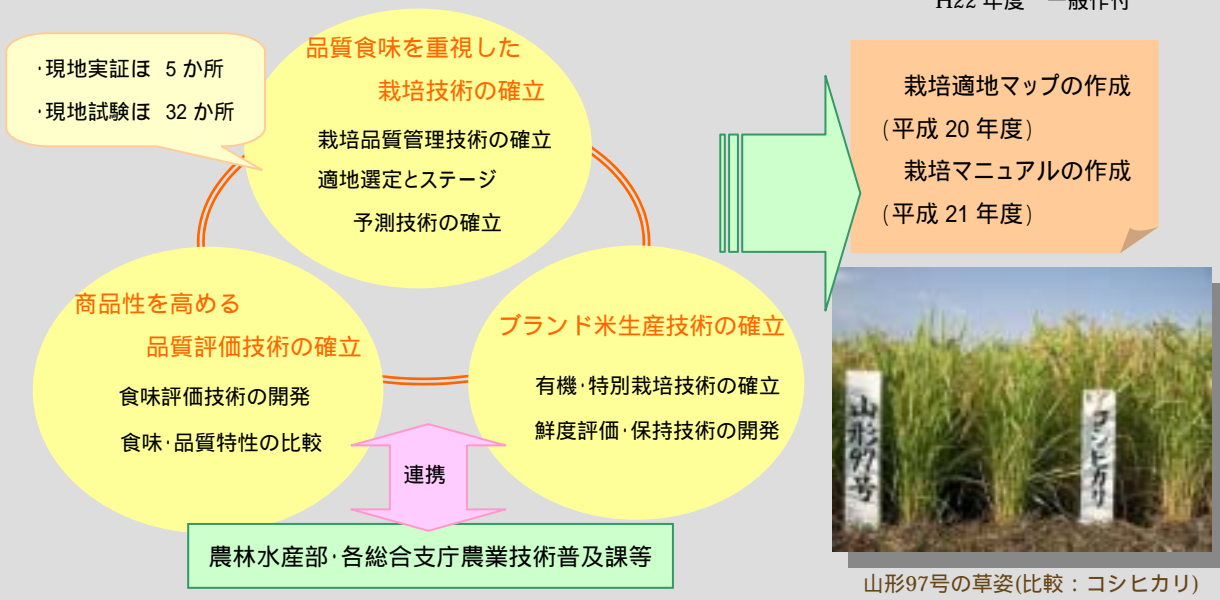 H22 年度 一般作付
・現地実証ほ 5 か所
・現地試験ほ 32 か所
品質食味を重視した
栽培技術の確立
栽培品質管理技術の確立
適地選定とステージ
予測技術の確立
栽培適地マップの作成
(平成 20 年度)
栽培マニュアルの作成
(平成 21 年度)
商品性を高める
品質評価技術の確立
食味評価技術の開発
食味・品質特性の比較
ブランド米生産技術の確立
有機・特別栽培技術の確立
鮮度評価・保持技術の開発
連携
農林水産部・各総合支庁農業技術普及課等
山形97号
コシヒカリ
山形97号の草姿(比較：コシヒカリ)